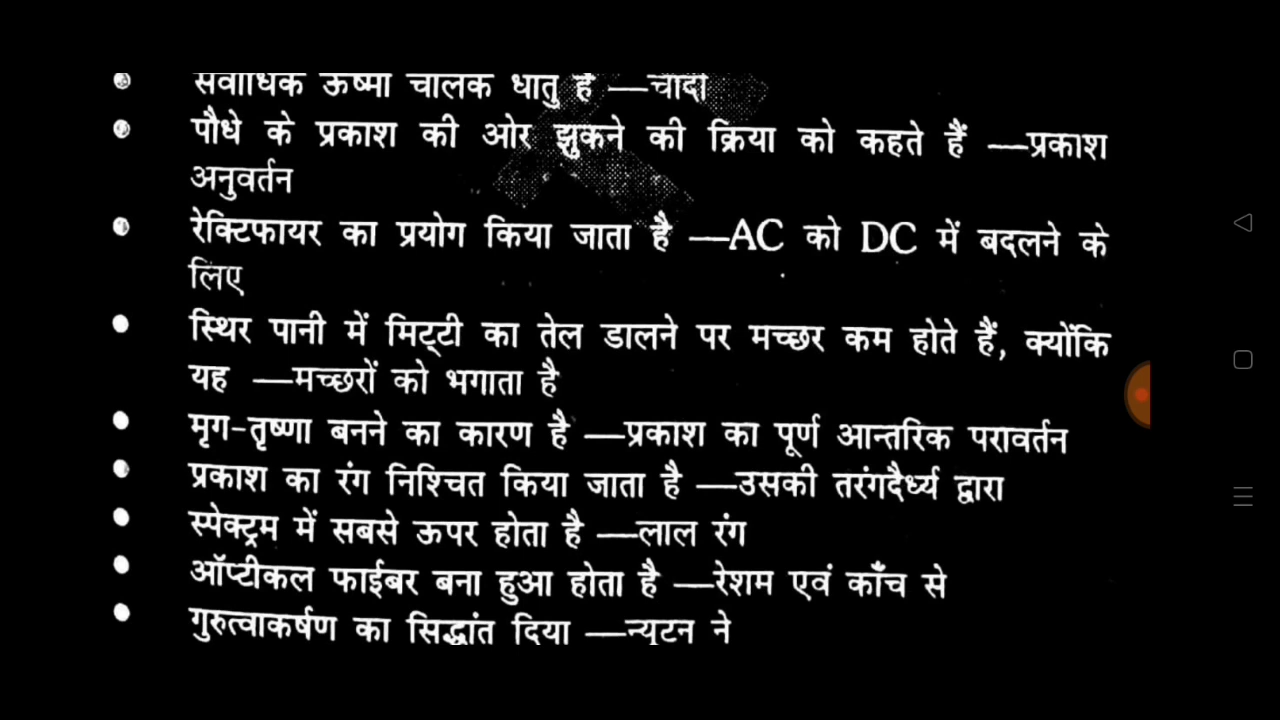 सर्वाधिक ऊष्मा चालक धातु है —चाँदी
पौधे के प्रकाश की ओर झुकने की क्रिया को कहते हैं —प्रकाश
अनुवर्तन
रेक्टिफायर का प्रयोग किया जाता है —AC को DC में बदलने के
लिए
स्थिर पानी में मिट्टी का तेल डालने पर मच्छर कम होते हैं, क्योंकि
यह —मच्छरों को भगाता है
मृग-तृष्णा बनने का कारण है —प्रकाश का पूर्ण आन्तरिक परावर्तन
प्रकाश का रंग निश्चित किया जाता है —उसकी तरंगदैर्ध्य द्वारा
स्पेक्ट्रम में सबसे ऊपर होता है —लाल रंग
ऑप्टीकल फाईबर बना हुआ होता है —रेशम एवं काँच से
गुरुत्वाकर्षण का सिद्धांत दिया —न्यूटन ने